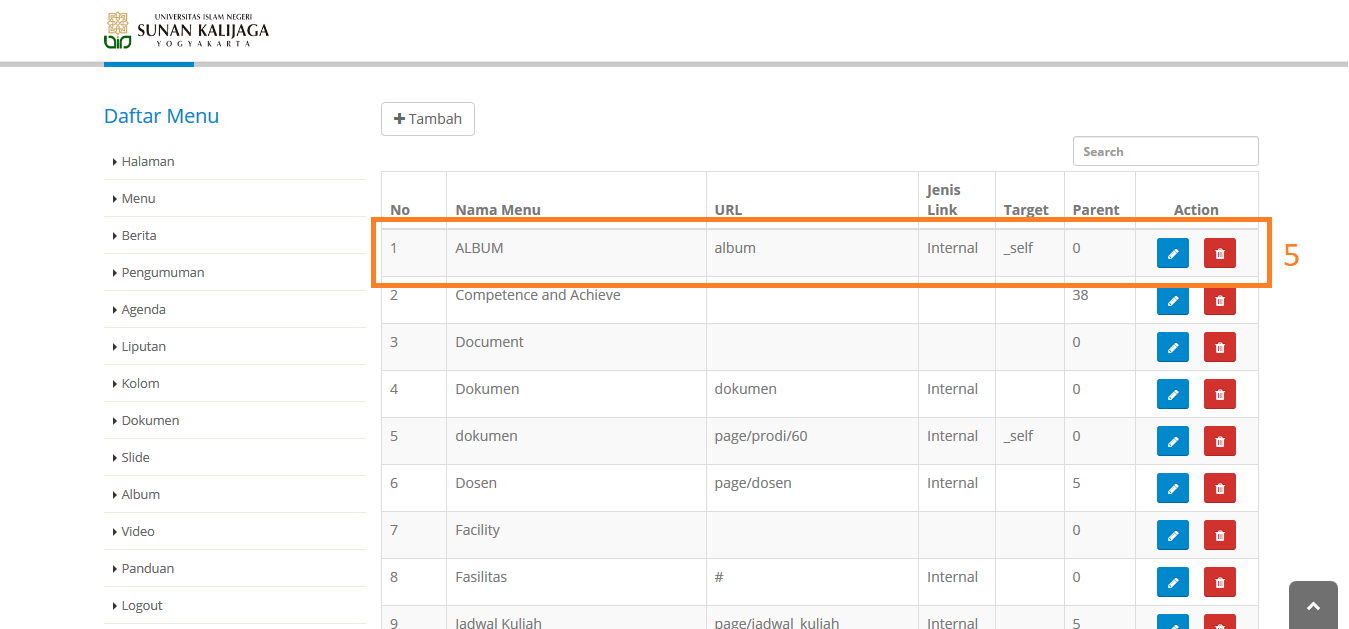 UNIVERSITAS ISLAM NEGERI
SUNAN KALIJAGA
YOGYAKARTA
Daftar Menu
Halaman
Menu
Berita
Pengumuman
Agenda
Liputan
Kolom
Dokumen
Slide
Album
Video
Panduan
Logout
Tambah
Search
No Nama Menu URL Jenis Link Target Parent Action
1 ALBUM album Internal _self 0
5
2 Competence and Achieve 38
3 Document 0
4 Dokumen dokumen Internal 0
5 dokumen page/prodi/60 Internal _self 0
6 Dosen page/dosen Internal 5
7 Facility 0
8 Fasilitas # Internal 0
9 Jadwal Kuliah page/jadwal_kuliah Internal 5